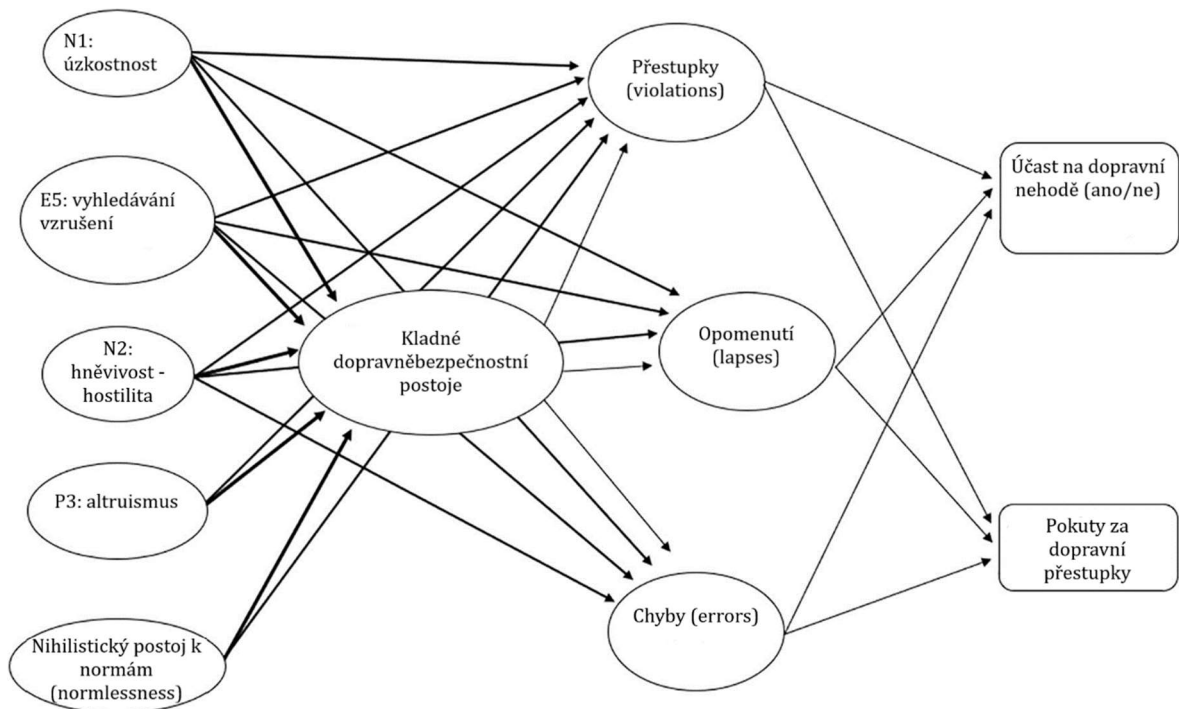 N1:
úzkostnost
E5: vyhledávání
vzrušení
N2:
hněvivost -
hostilita
P3: altruismus
Nihilistický postoj k
normám
(normlessness)
Kladné
dopravněbezpečnostní
postoje
Přestupky
(violations)
Opomenutí
(lapses)
Chyby (errors)
Účast na dopravní
nehodě (ano/ne)
Pokuty za
dopravní
přestupky